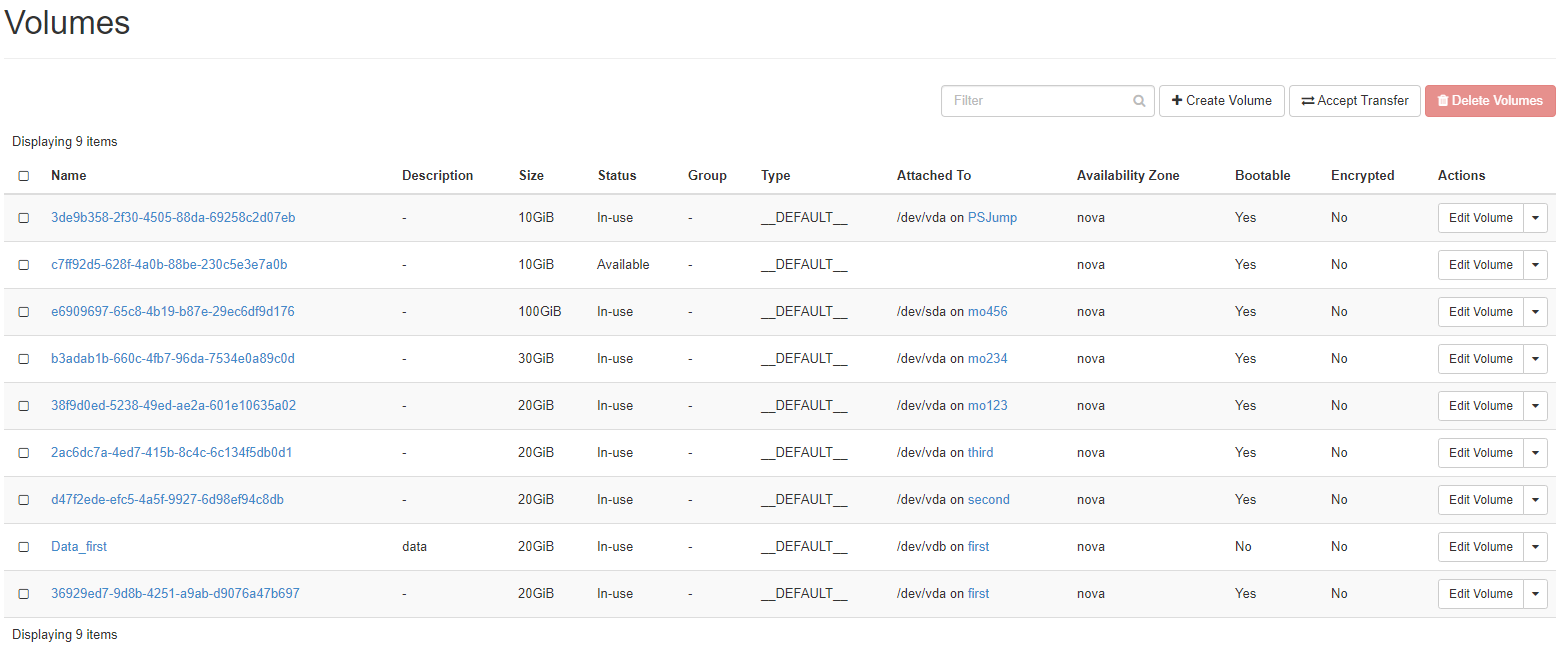 Volumes
Filter Create Volume Accept Transfer Delete Volumes
Displaying 9 items
Name Description Size Status Group Type Attached To Availability Zone Bootable Encrypted Actions
3de9b358-2f30-4505-88da-69258c2d07eb - 10GiB In-use - __DEFAULT__ /dev/vda on PSJump nova Yes No Edit Volume
c7ff92d5-628f-4a0b-88be-230c5e3e7a0b - 10GiB Available - __DEFAULT__ nova Yes No Edit Volume
e6909697-65c8-4b19-b87e-29ec6df9d176 - 100GiB In-use - __DEFAULT__ /dev/sda on mo456 nova Yes No Edit Volume
b3adab1b-660c-4fb7-96da-7534e0a89c0d - 30GiB In-use - __DEFAULT__ /dev/vda on mo234 nova Yes No Edit Volume
38f9d0ed-5238-49ed-ae2a-601e10635a02 - 20GiB In-use - __DEFAULT__ /dev/vda on mo123 nova Yes No Edit Volume
2ac6dc7a-4ed7-415b-8c4c-6c134f5db0d1 - 20GiB In-use - __DEFAULT__ /dev/vda on third nova Yes No Edit Volume
d47f2ede-efc5-4a5f-9927-6d98ef94c8db - 20GiB In-use - __DEFAULT__ /dev/vda on second nova Yes No Edit Volume
Data_first data 20GiB In-use - __DEFAULT__ /dev/vdb on first nova No No Edit Volume
36929ed7-9d8b-4251-a9ab-d9076a47b697 - 20GiB In-use - __DEFAULT__ /dev/vda on first nova Yes No Edit Volume
Displaying 9 items